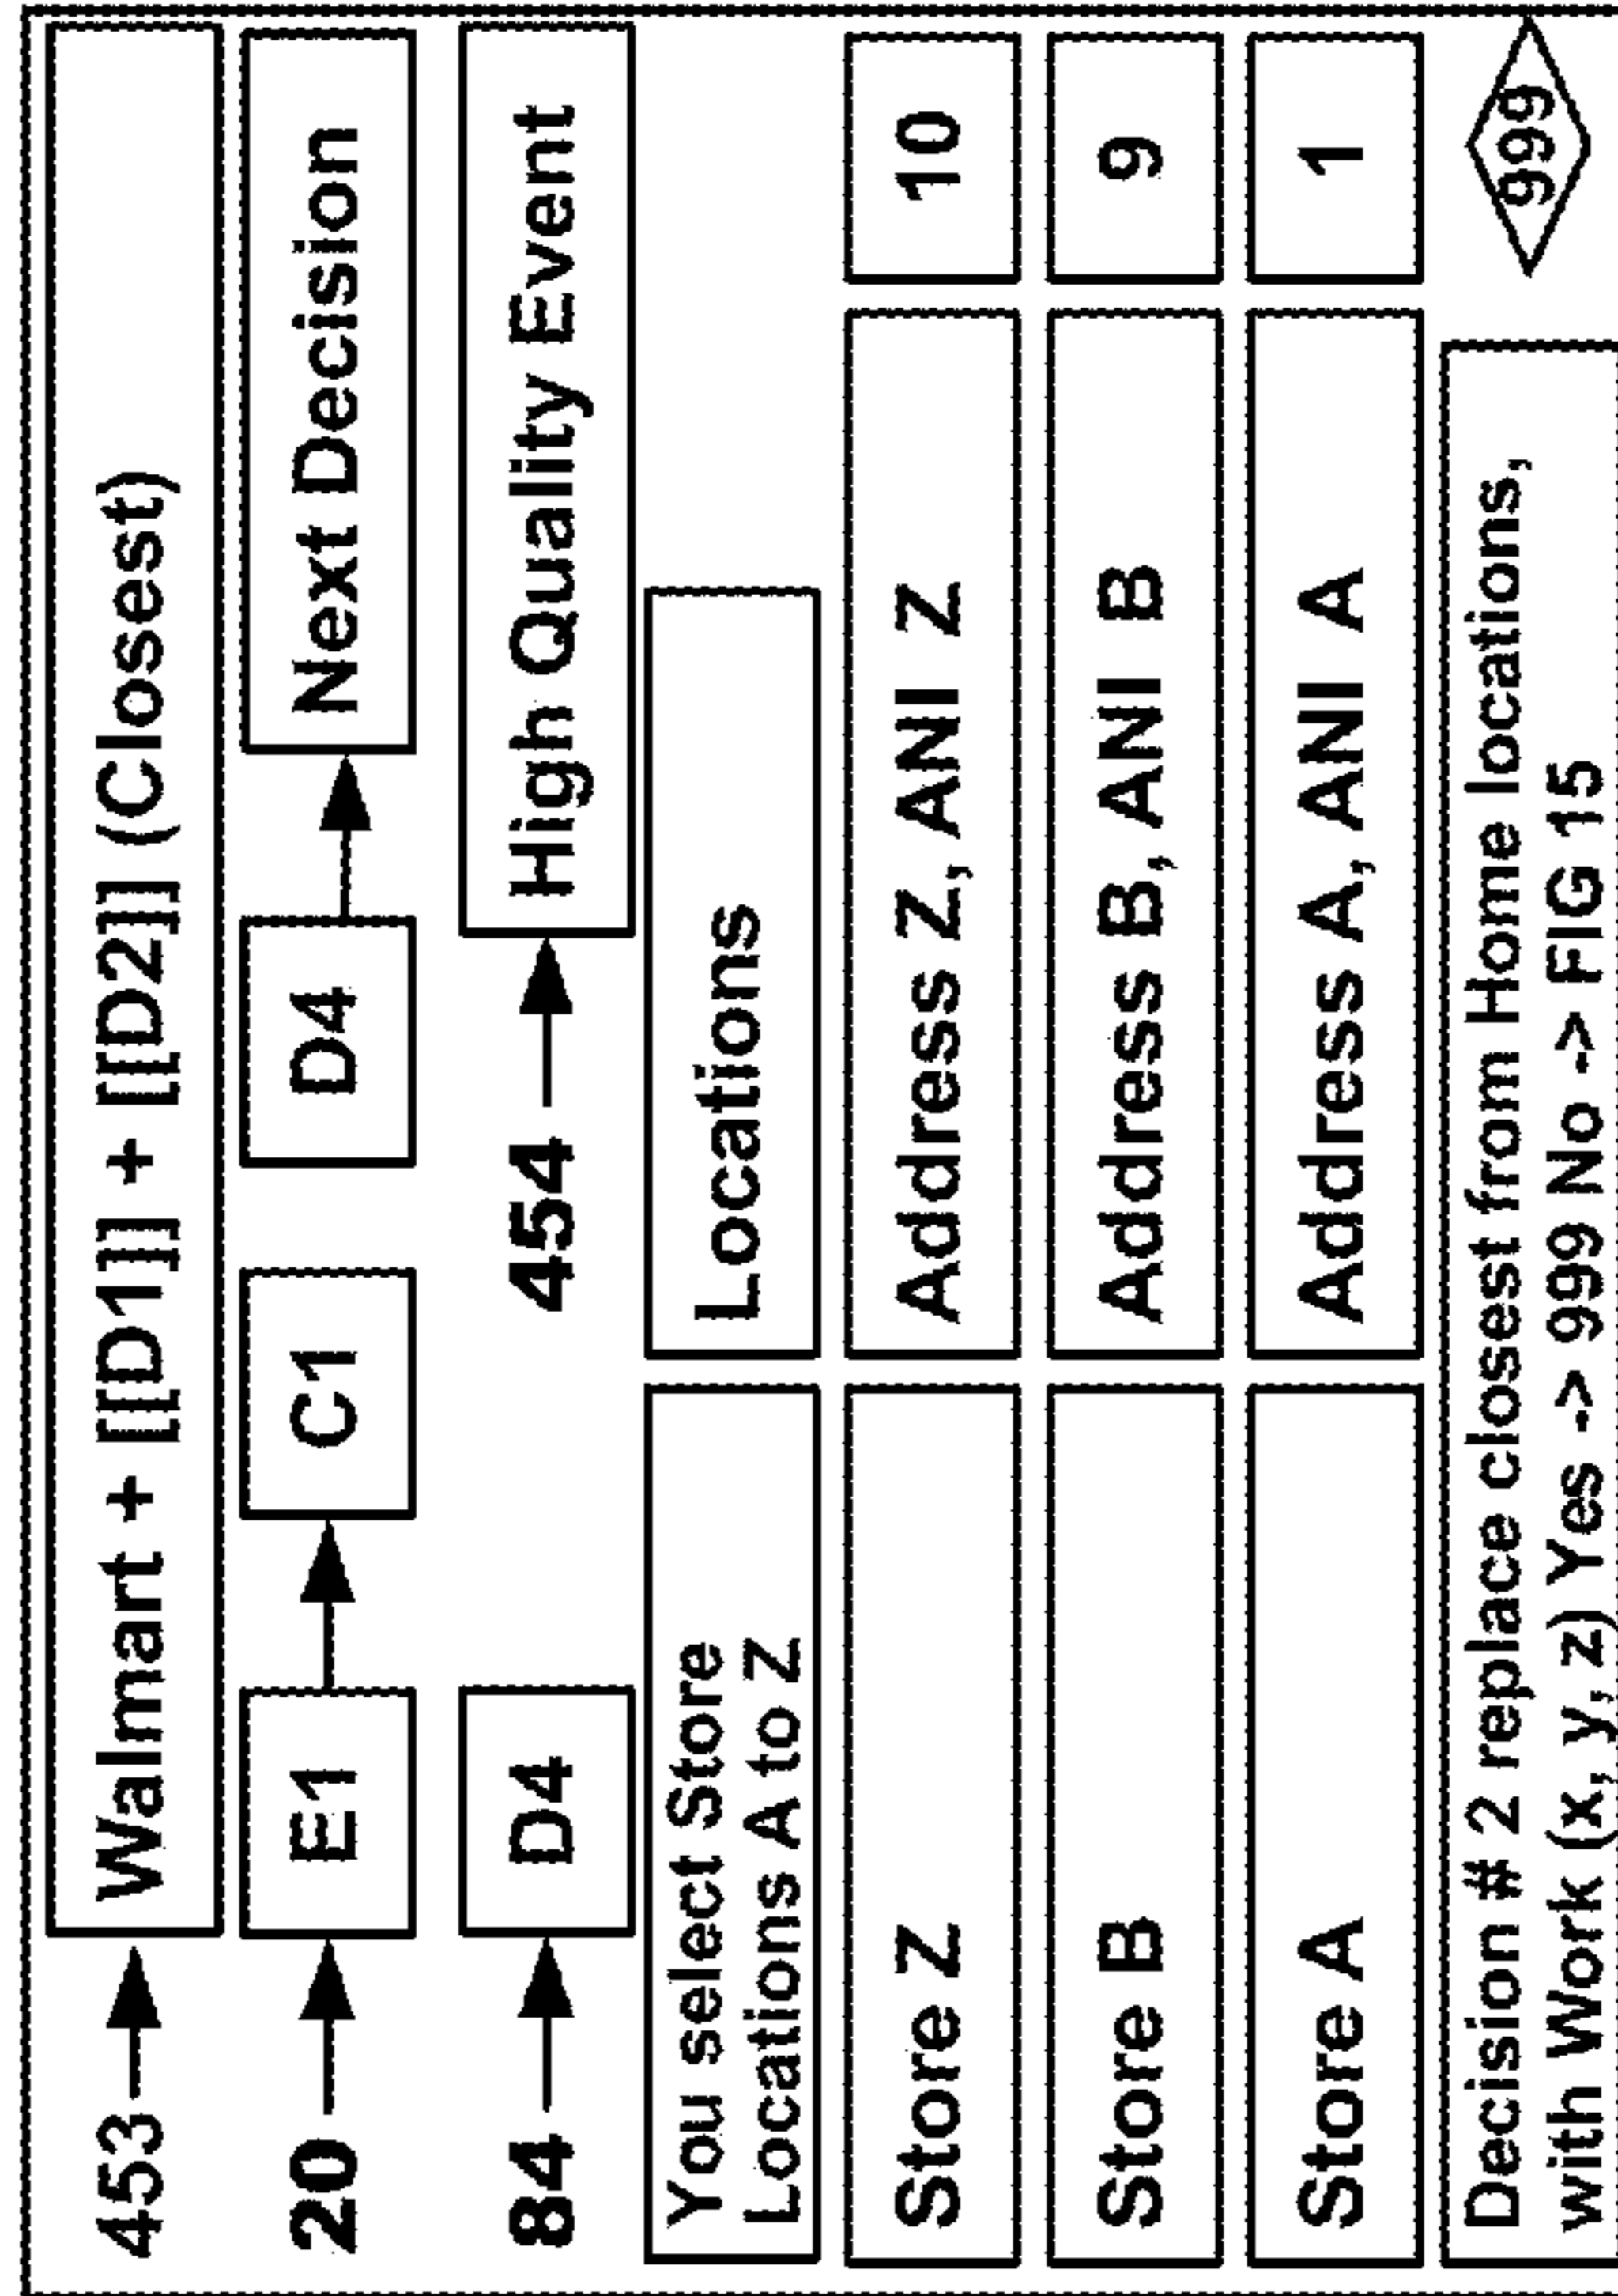 453 Walmart + [[D1]] + [[D2]] (Closest)
20 E1 C1 D4 Next Decision
84 D4 454 High Quality Event
You select Store
Locations A to Z
Locations
Store Z Address Z, ANI Z 10
Store B Address B, ANI B 9
Store A Address A, ANI A 1
Decision # 2 replace closest from Home locations,
with Work (x, y, z) Yes -> 999 No -> FIG 15
999